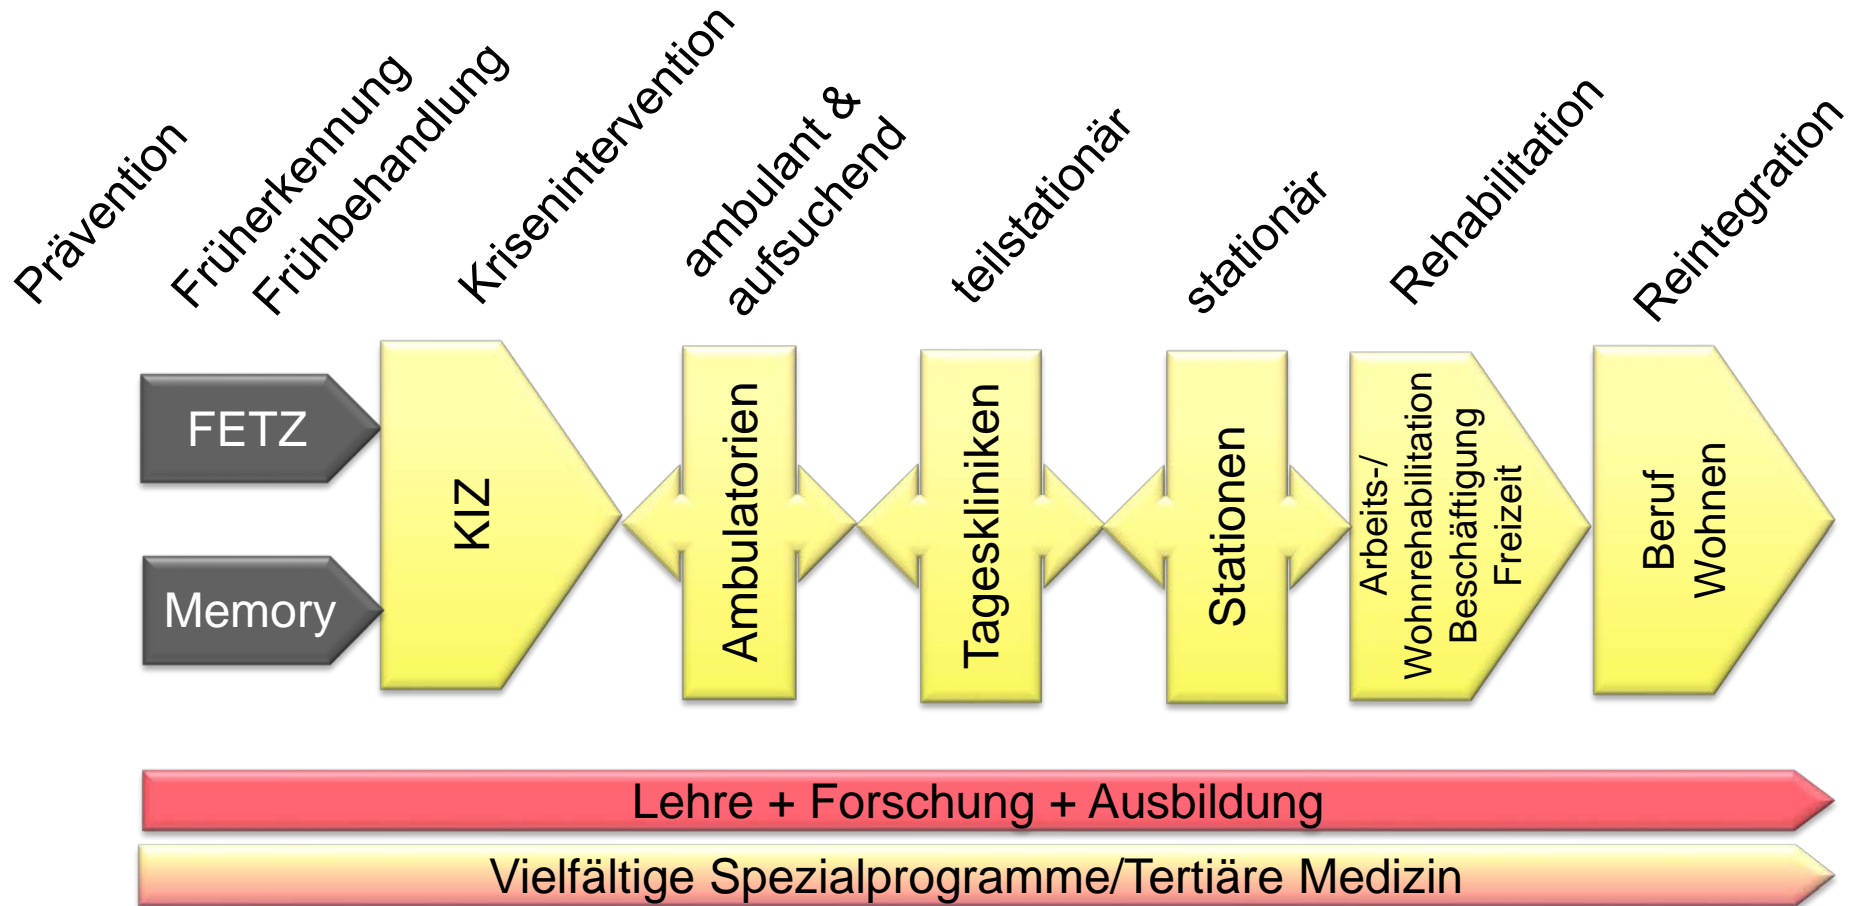 Prävention
Früherkennung
Frühbehandlung
Krisenintervention
ambulant &
aufsuchend
teilstationär
stationär
Rehabilitation
Reintegration
FETZ
Memory
KIZ
Ambulatorien
Tageskliniken
Stationen
Arbeits-/
Wohnrehabilitation
Beschäftigung
Freizeit
Beruf
Wohnen
Lehre + Forschung + Ausbildung
Vielfältige Spezialprogramme/Tertiäre Medizin